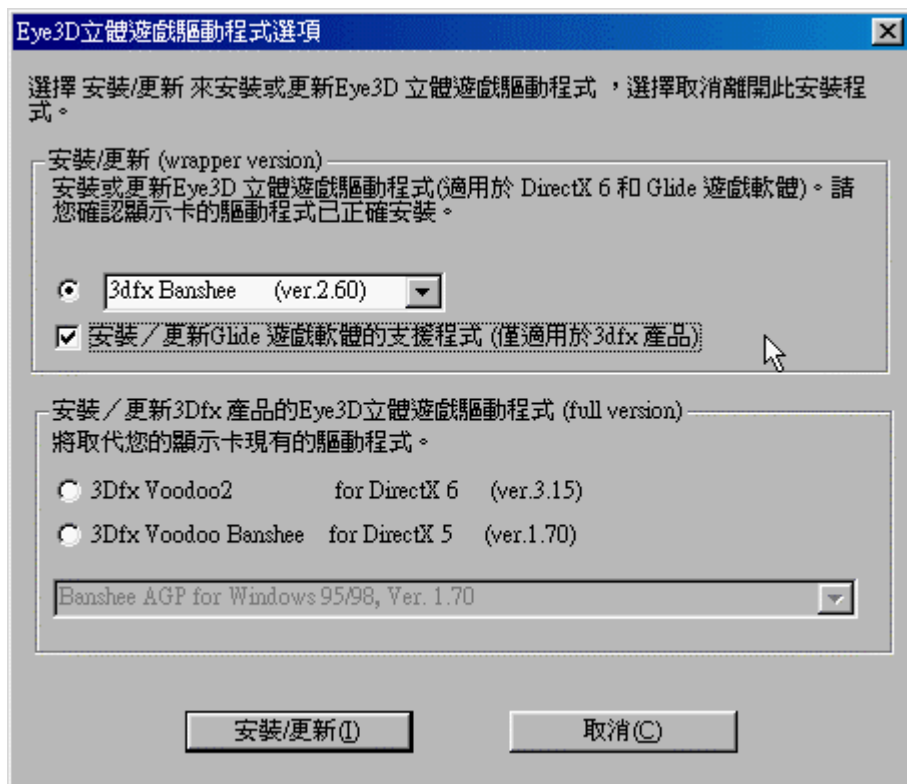 Eye3D立體遊戲驅動程式選項
選擇 安裝/更新 來安裝或更新Eye3D 立體遊戲驅動程式 ,選擇取消離開此安裝程
式。
安裝/更新 (wrapper version)
安裝或更新Eye3D 立體遊戲驅動程式(適用於 DirectX 6 和 Glide 遊戲軟體)。請
您確認顯示卡的驅動程式已正確安裝。
3dfx Banshee (ver.2.60)
安裝／更新Glide 遊戲軟體的支援程式 (僅適用於3dfx 產品)
安裝／更新3Dfx 產品的Eye3D立體遊戲驅動程式 (full version)
將取代您的顯示卡現有的驅動程式。
3Dfx Voodoo2 for DirectX 6 (ver.3.15)
3Dfx Voodoo Banshee for DirectX 5 (ver.1.70)
Banshee AGP for Windows 95/98, Ver. 1.70
安裝/更新(I) 取消(C)